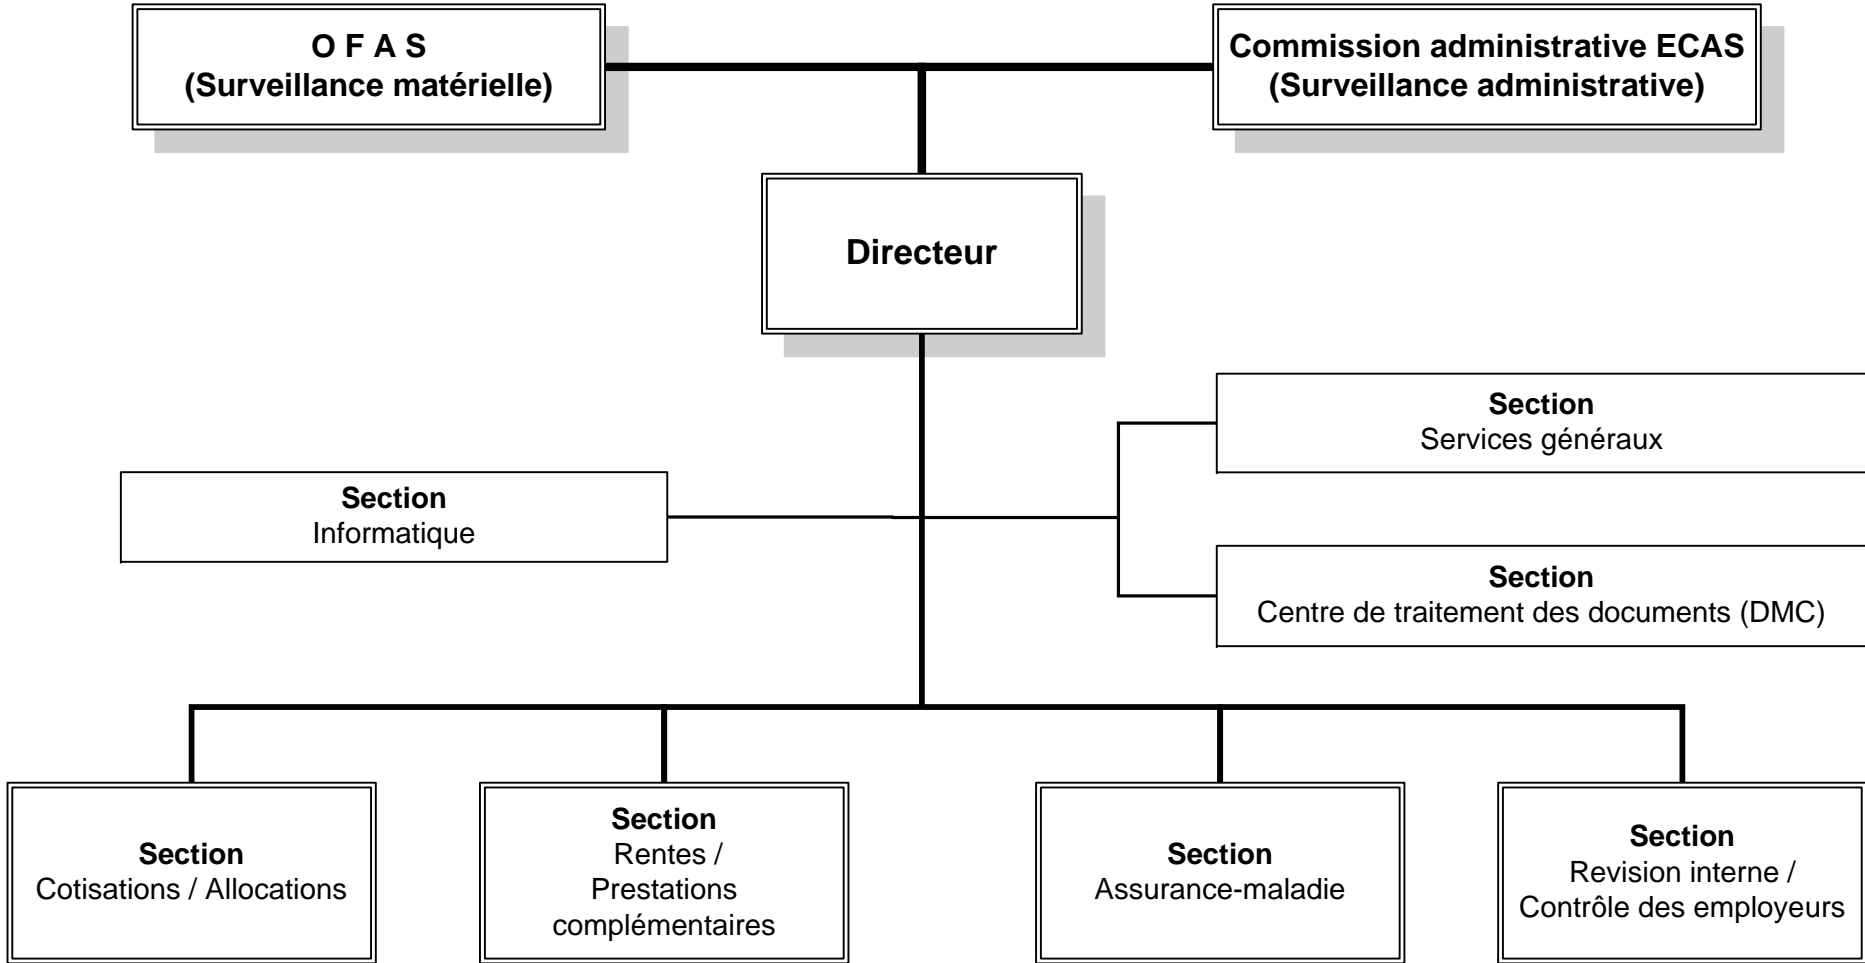 O F A S
(Surveillance matérielle)
Commission administrative ECAS
(Surveillance administrative)
Directeur
Section
Services généraux
Section
Informatique
Section
Centre de traitement des documents (DMC)
Section
Cotisations / Allocations
Section
Rentes /
Prestations
complémentaires
Section
Assurance-maladie
Section
Revision interne /
Contrôle des employeurs